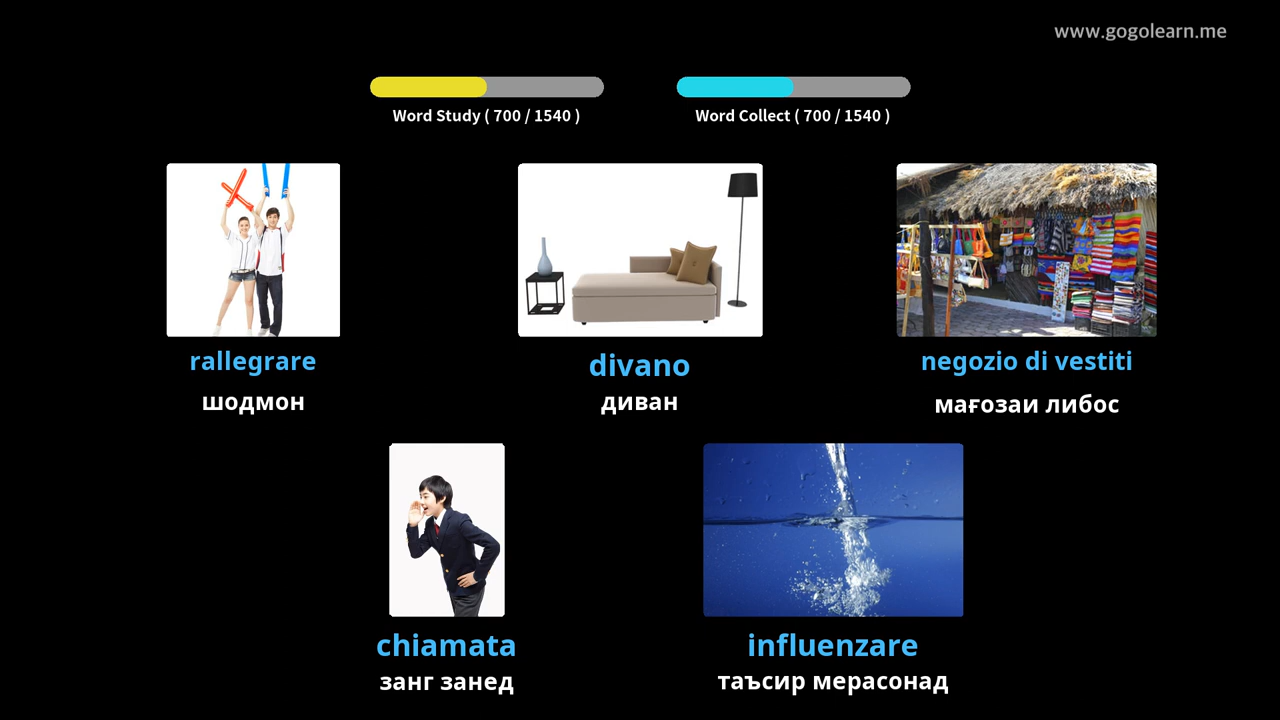 www.gogolearn.me
Word Study ( 700 / 1540 )
Word Collect ( 700 / 1540 )
rallegrare
шодмон
divano
диван
negozio di vestiti
мағозаи либос
chiamata
занг занед
influenzare
таъсир мерасонад